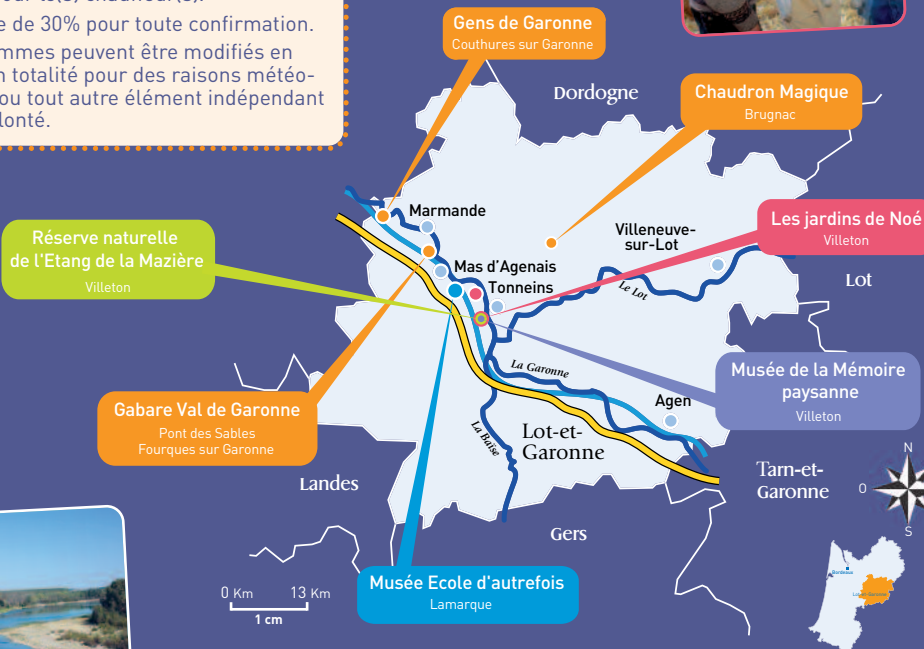 de 30% pour toute confirmation.
peuvent être modifiés en
totalité pour des raisons météo-
ou tout autre élément indépendant
Gens de Garonne
Couthures sur Garonne
Dordogne
Chaudron Magique
Brugnac
Marmande
Villeneuve-
sur-Lot
Les jardins de Noé
Villeton
Réserve naturelle
de l'Etang de la Mazière
Villeton
Mas d'Agenais
Tonneins
Le Lot
Lot
La Garonne
Musée de la Mémoire
paysanne
Villeton
Gabare Val de Garonne
Pont des Sables
Fourques sur Garonne
Agen
La Baïse
Lot-et-
Garonne
Landes
Tarn-et-
Garonne
N
O
S
Gers
Musée Ecole d'autrefois
Lamarque
0 Km 13 Km
1 cm
Bordeaux
Lot-et-Garonne